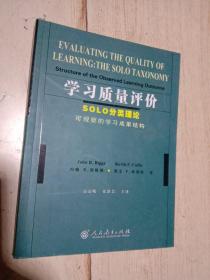 EVALUATING THE QUALITY OF
LEARNING:THE SOLO TAXONOMY
Structure of the Observed Learning Outcome
学习质量评价
SOLO分类理论
可观察的学习成果结构
John B. Biggs
Kevin F. Collis
著
人民教育出版社